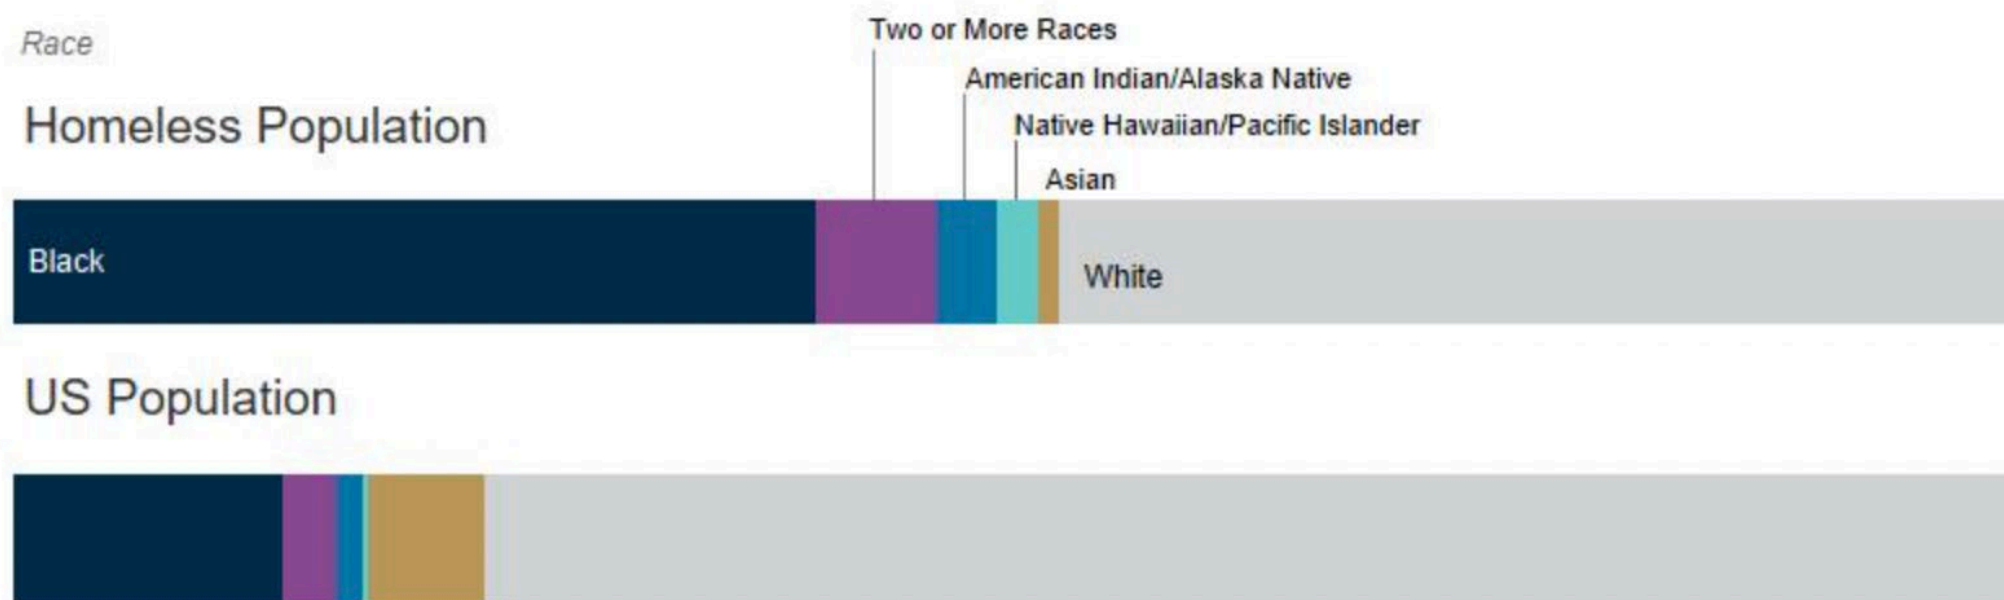 Race
Two or More Races
American Indian/Alaska Native
Homeless Population
Native Hawaiian/Pacific Islander
Asian
Black
White
US Population